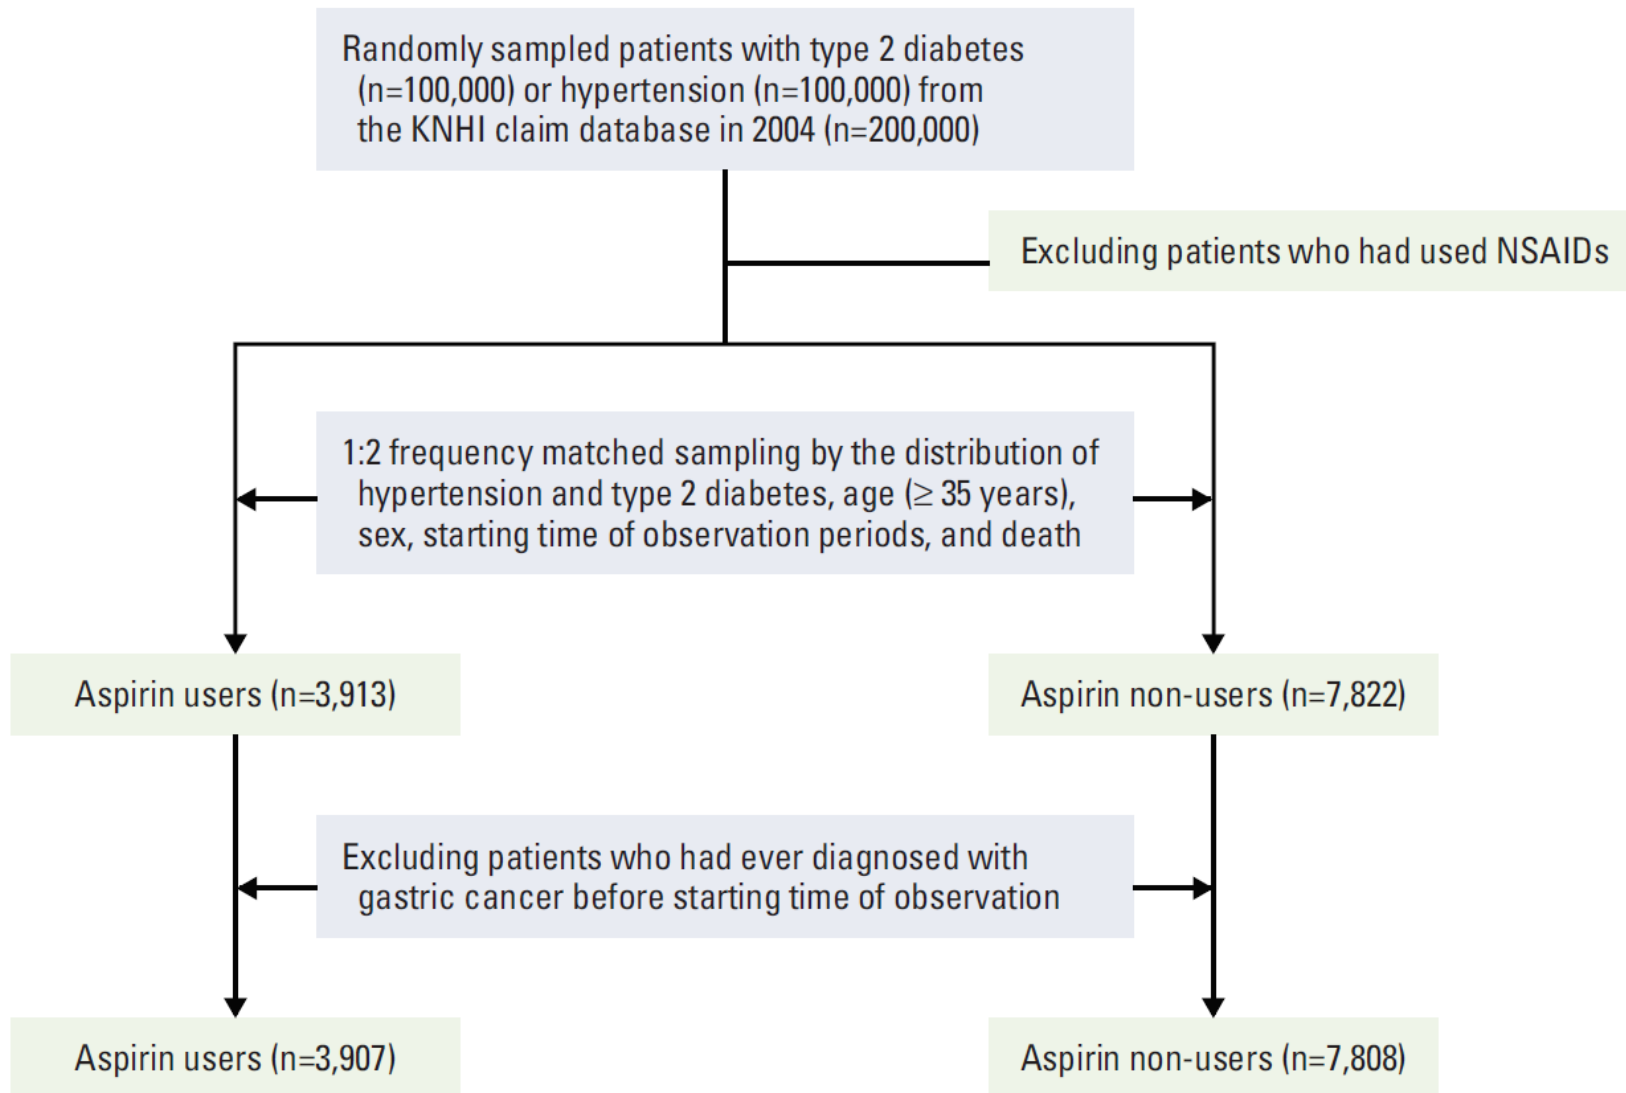 Randomly sampled patients with type 2 diabetes
(n=100,000) or hypertension (n=100,000) from
the KNHI claim database in 2004 (n=200,000)
Excluding patients who had used NSAIDs
1:2 frequency matched sampling by the distribution of
hypertension and type 2 diabetes, age (≥ 35 years),
sex, starting time of observation periods, and death
Aspirin users (n=3,913)
Aspirin non-users (n=7,822)
Excluding patients who had ever diagnosed with
gastric cancer before starting time of observation
Aspirin users (n=3,907)
Aspirin non-users (n=7,808)